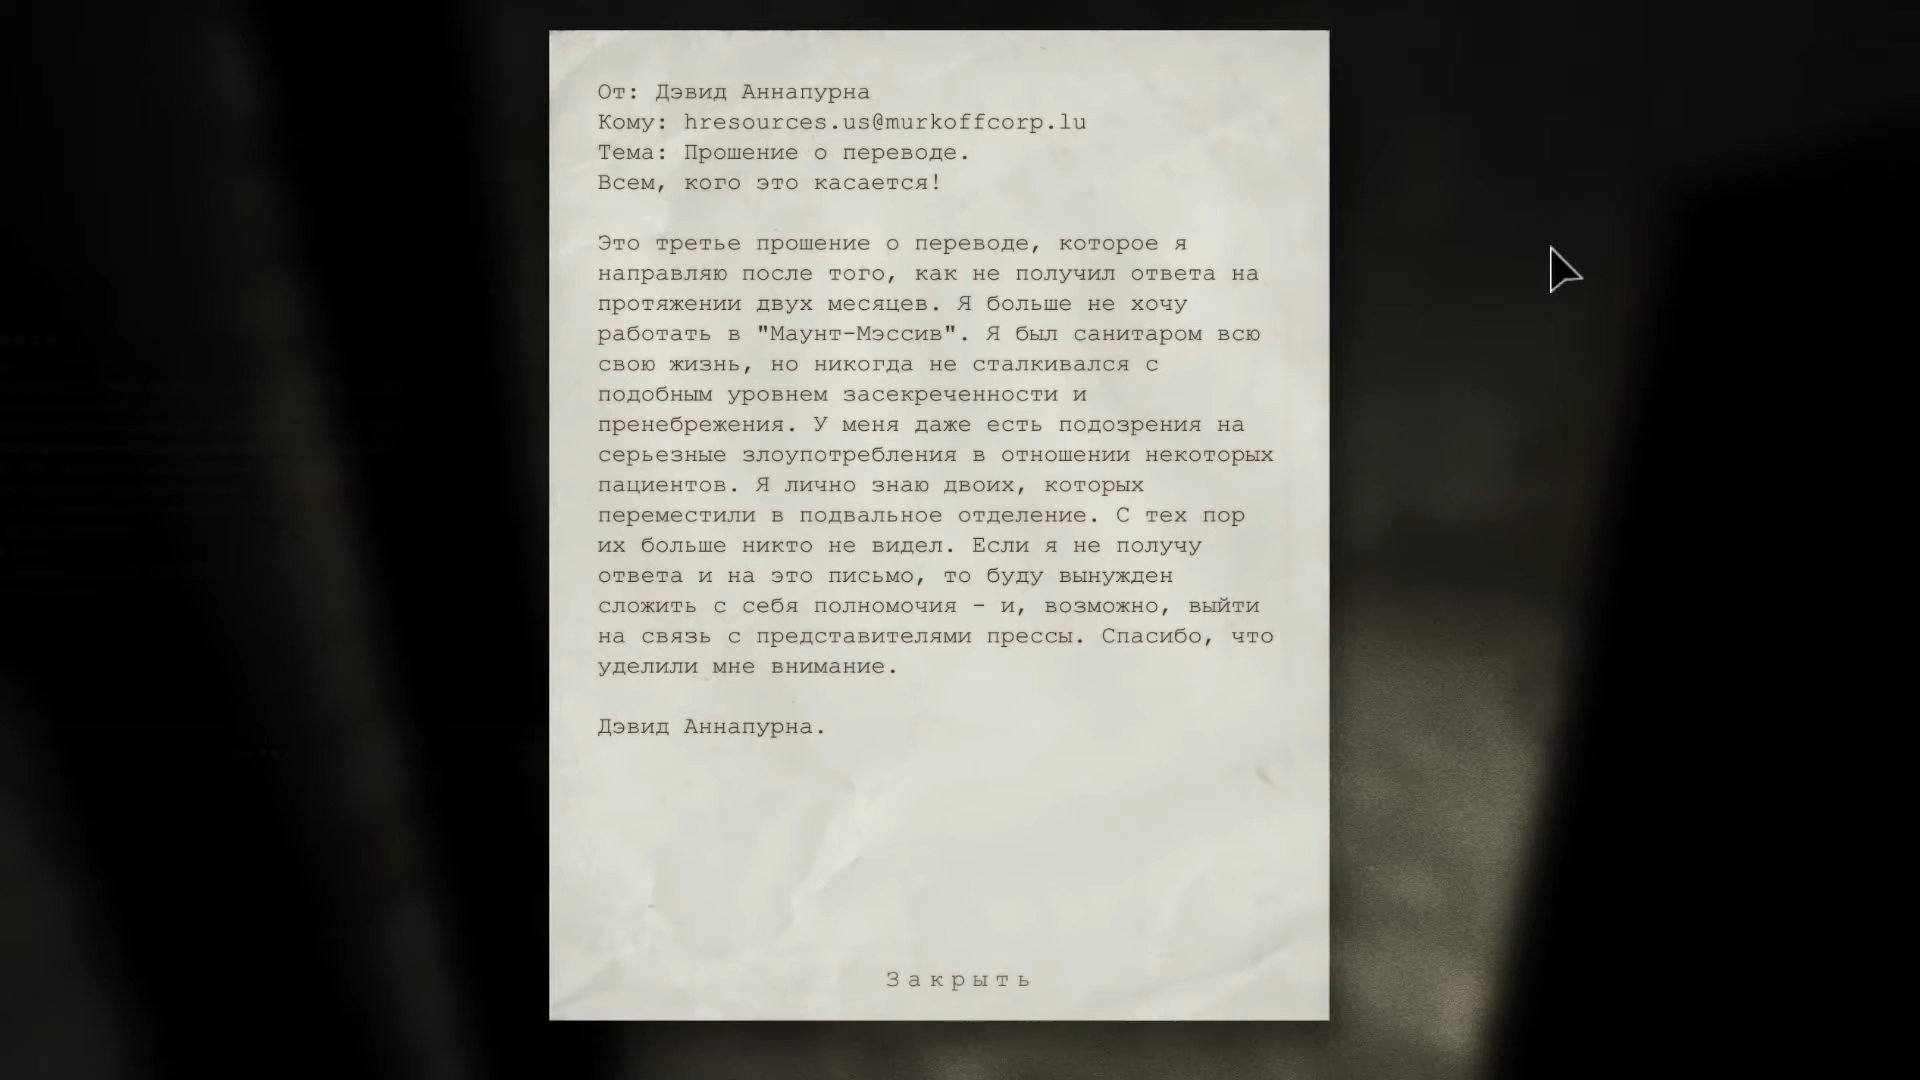 От: Дэвид Аннапурна
Кому: hresources.us@murkoffcorp.lu
Тема: Прошение о переводе.
Всем, кого это касается!
Это третье прошение о переводе, которое я
направляю после того, как не получил ответа на
протяжении двух месяцев. Я больше не хочу
работать в "Маунт-Мэссив". Я был санитаром всю
свою жизнь, но никогда не сталкивался с
подобным уровнем засекреченности и
пренебрежения. У меня даже есть подозрения на
серьезные злоупотребления в отношении некоторых
пациентов. Я лично знаю двоих, которых
переместили в подвальное отделение. С тех пор
их больше никто не видел. Если я не получу
ответа и на это письмо, то буду вынужден
сложить с себя полномочия - и, возможно, выйти
на связь с представителями прессы. Спасибо, что
уделили мне внимание.
Дэвид Аннапурна.
Закрыть